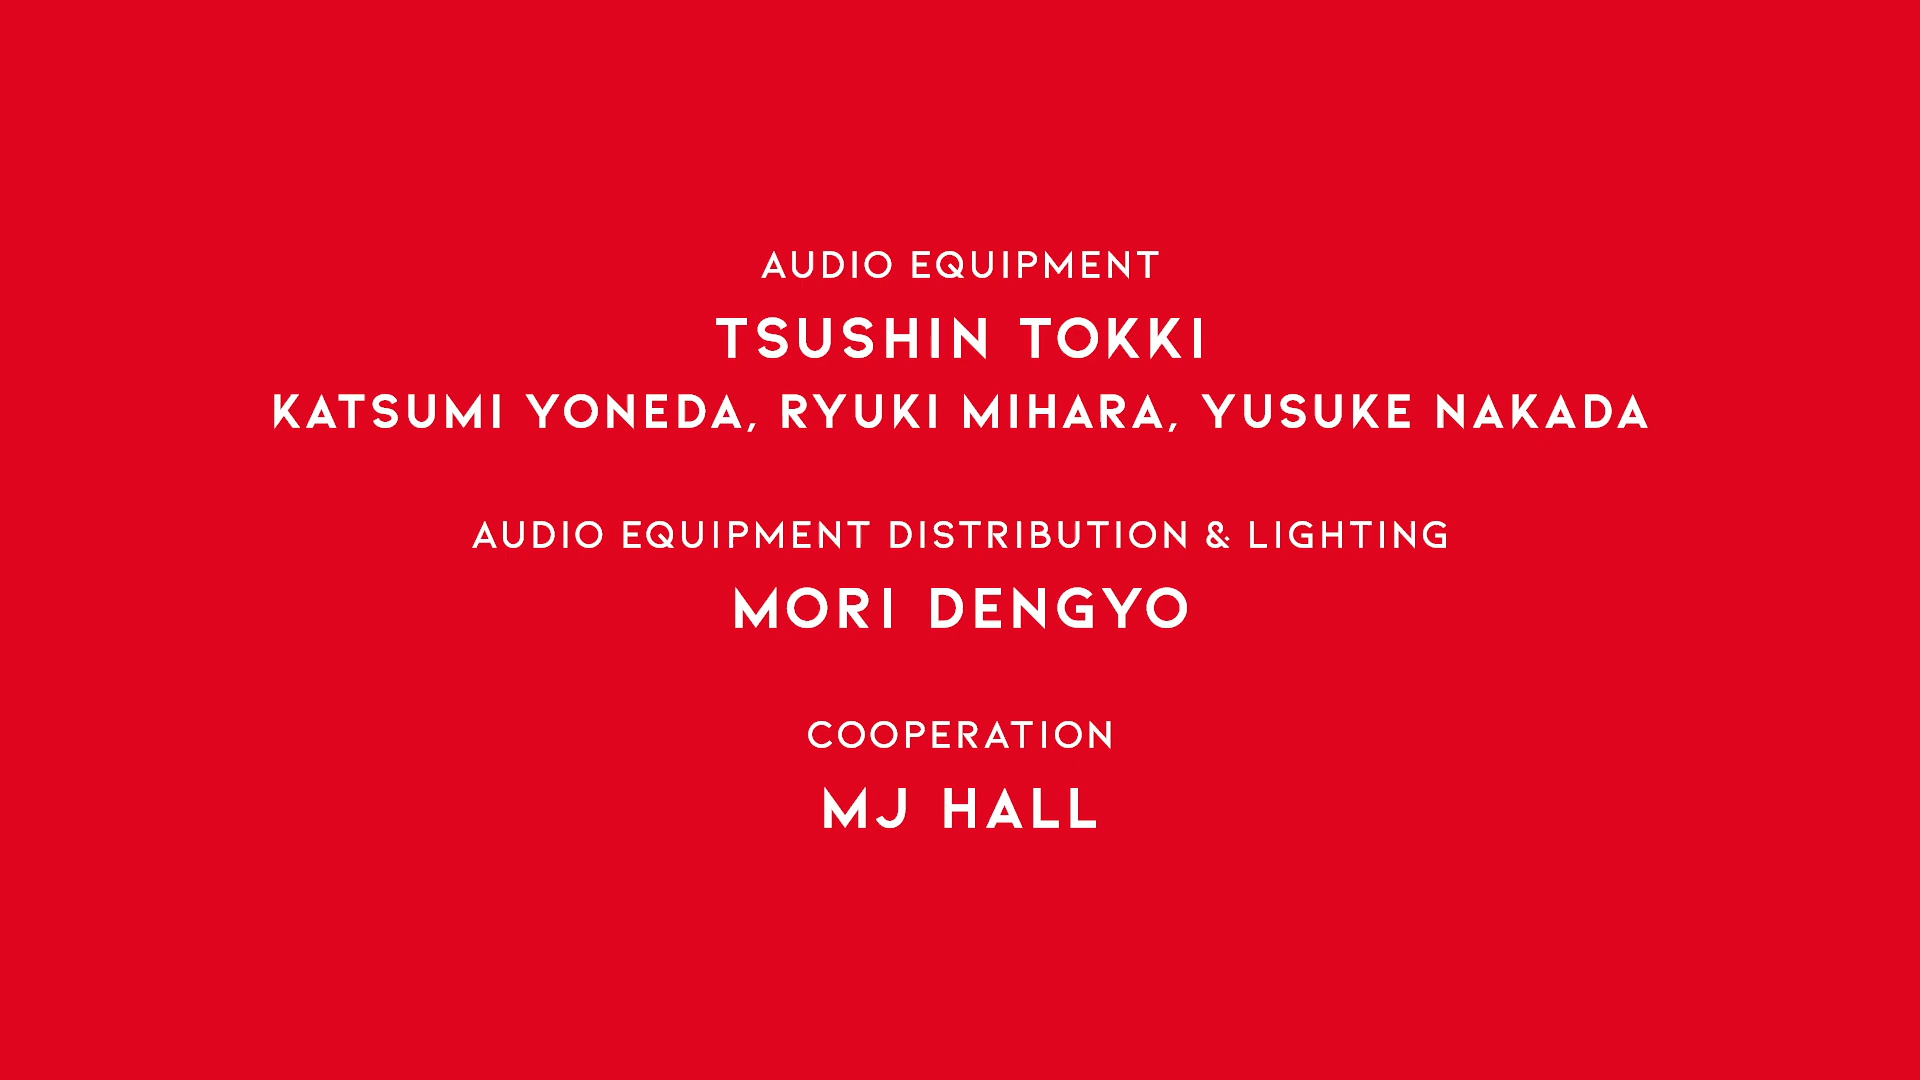 AUDIO EQUIPMENT
TSUSHIN TOKKI
KATSUMI YONEDA, RYUKI MIHARA, YUSUKE NAKADA
AUDIO EQUIPMENT DISTRIBUTION & LIGHTING
MORI DENGYO
COOPERATION
MJ HALL